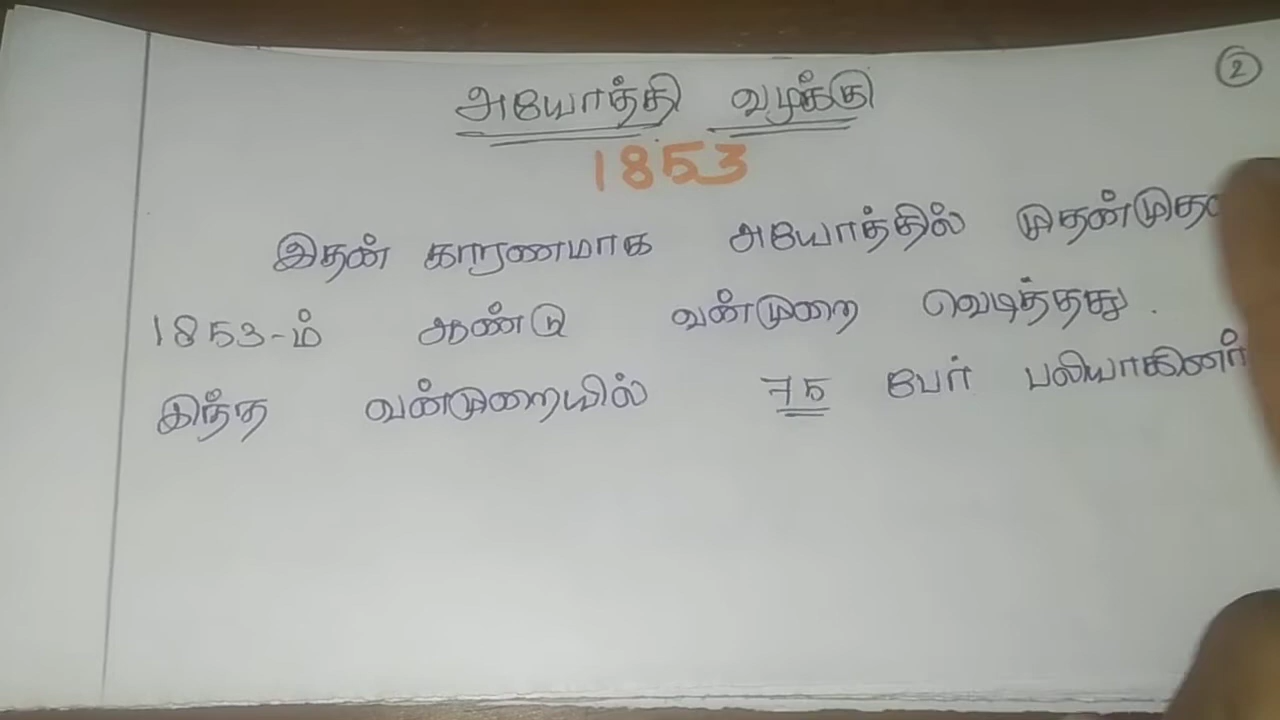 2
அயோத்தி வழக்கு
1853
இதன் காரணமாக அயோத்தில்
1853-ம் ஆண்டு வன்முறை வெடித்தது.
இந்த வன்முறையில் 75 பேர் பலியாகினர்